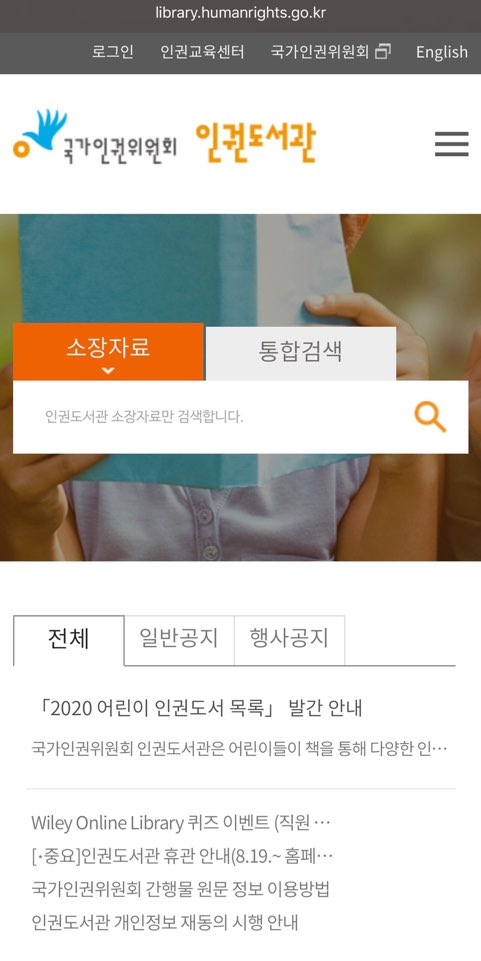 library.humanrights.go.kr
로그인 인권교육센터 국가인권위원회 English
국가인권위원회 인권도서관
소장자료 통합검색
인권도서관 소장자료만 검색합니다.
전체 일반공지 행사공지
「2020 어린이 인권도서 목록」 발간 안내
국가인권위원회 인권도서관은 어린이들이 책을 통해 다양한 인…
Wiley Online Library 퀴즈 이벤트 (직원 …
[·중요]인권도서관 휴관 안내(8.19.~ 홈페…
국가인권위원회 간행물 원문 정보 이용방법
인권도서관 개인정보 재동의 시행 안내